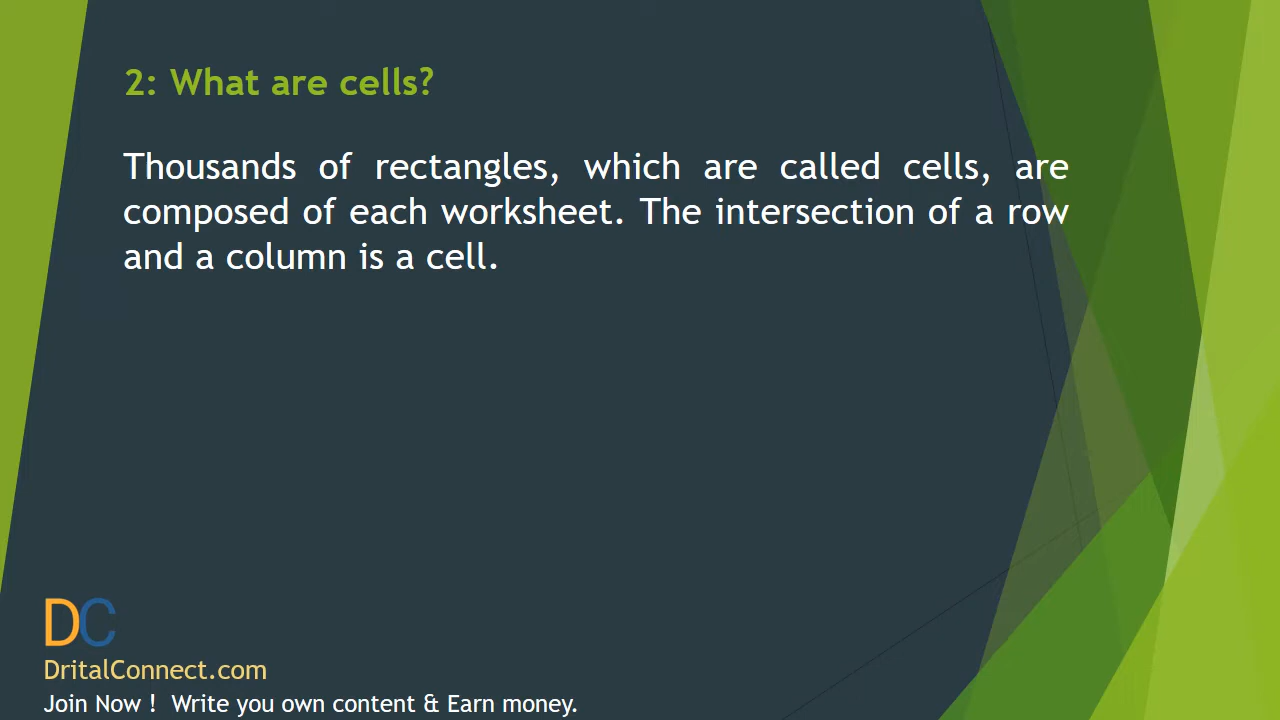 2: What are cells?
Thousands of rectangles, which are called cells, are
composed of each worksheet. The intersection of a row
and a column is a cell.
DC
DritalConnect.com
Join Now ! Write you own content & Earn money.